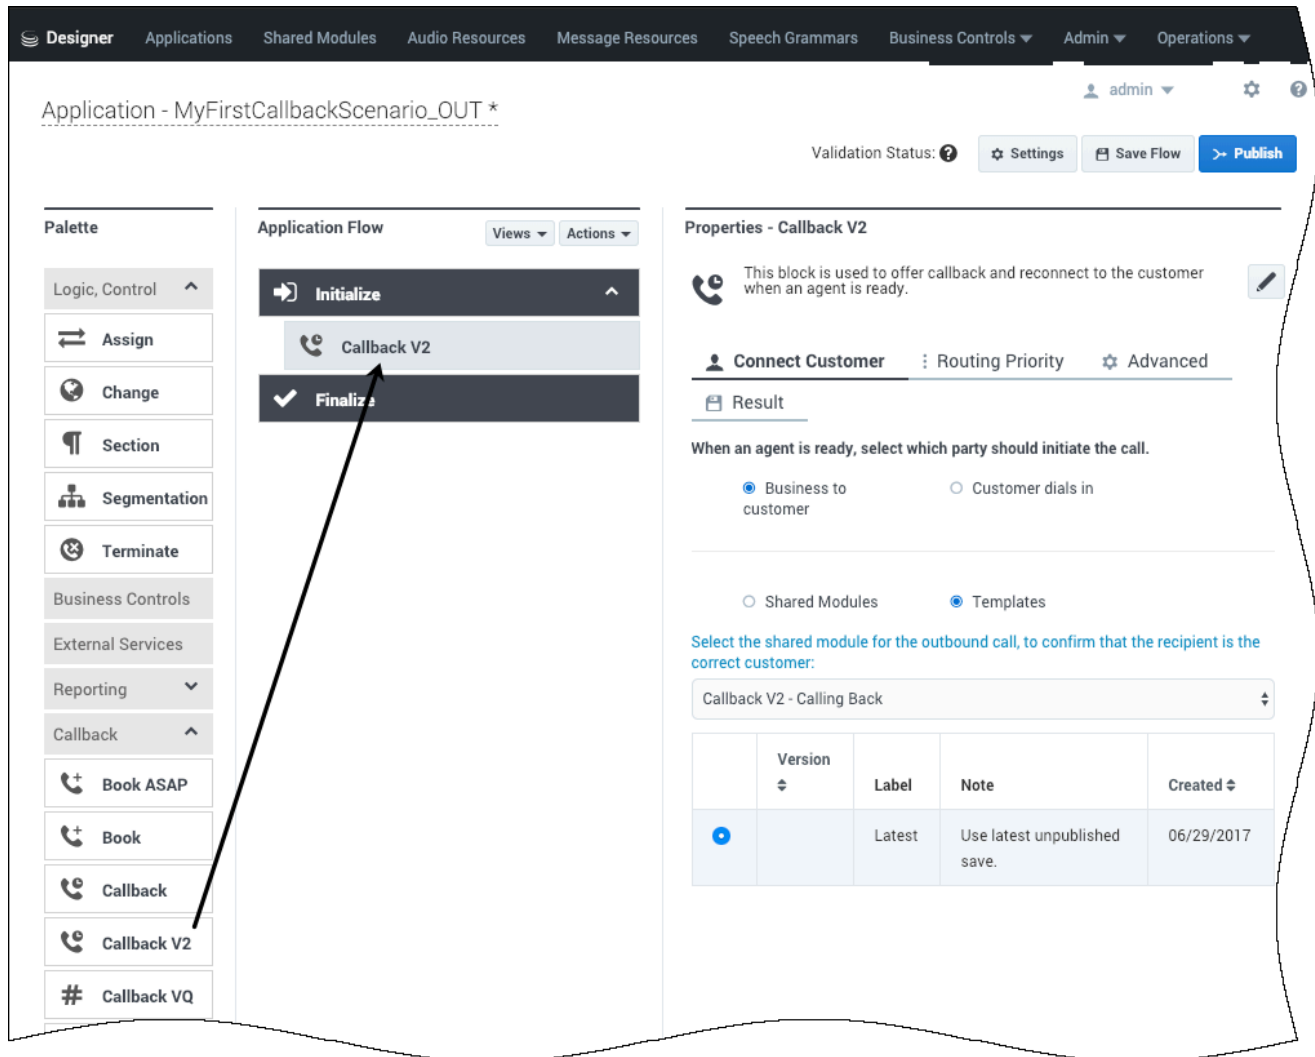 Designer Applications Shared Modules Audio Resources Message Resources Speech Grammars Business Controls Admin Operations
admin
Application - MyFirstCallbackScenario_OUT *
Validation Status: Settings Save Flow Publish
Palette
Logic, Control
Assign
Change
Section
Segmentation
Terminate
Business Controls
External Services
Reporting
Callback
Book ASAP
Book
Callback
Callback V2
Callback VQ
Application Flow Views Actions
Initialize
Callback V2
Finalize
Properties - Callback V2
This block is used to offer callback and reconnect to the customer
when an agent is ready.
Connect Customer Routing Priority Advanced
Result
When an agent is ready, select which party should initiate the call.
Business to
customer
Customer dials in
Shared Modules Templates
Select the shared module for the outbound call, to confirm that the recipient is the
correct customer:
Callback V2 - Calling Back
Version Label Note Created
Latest Use latest unpublished 06/29/2017
save.